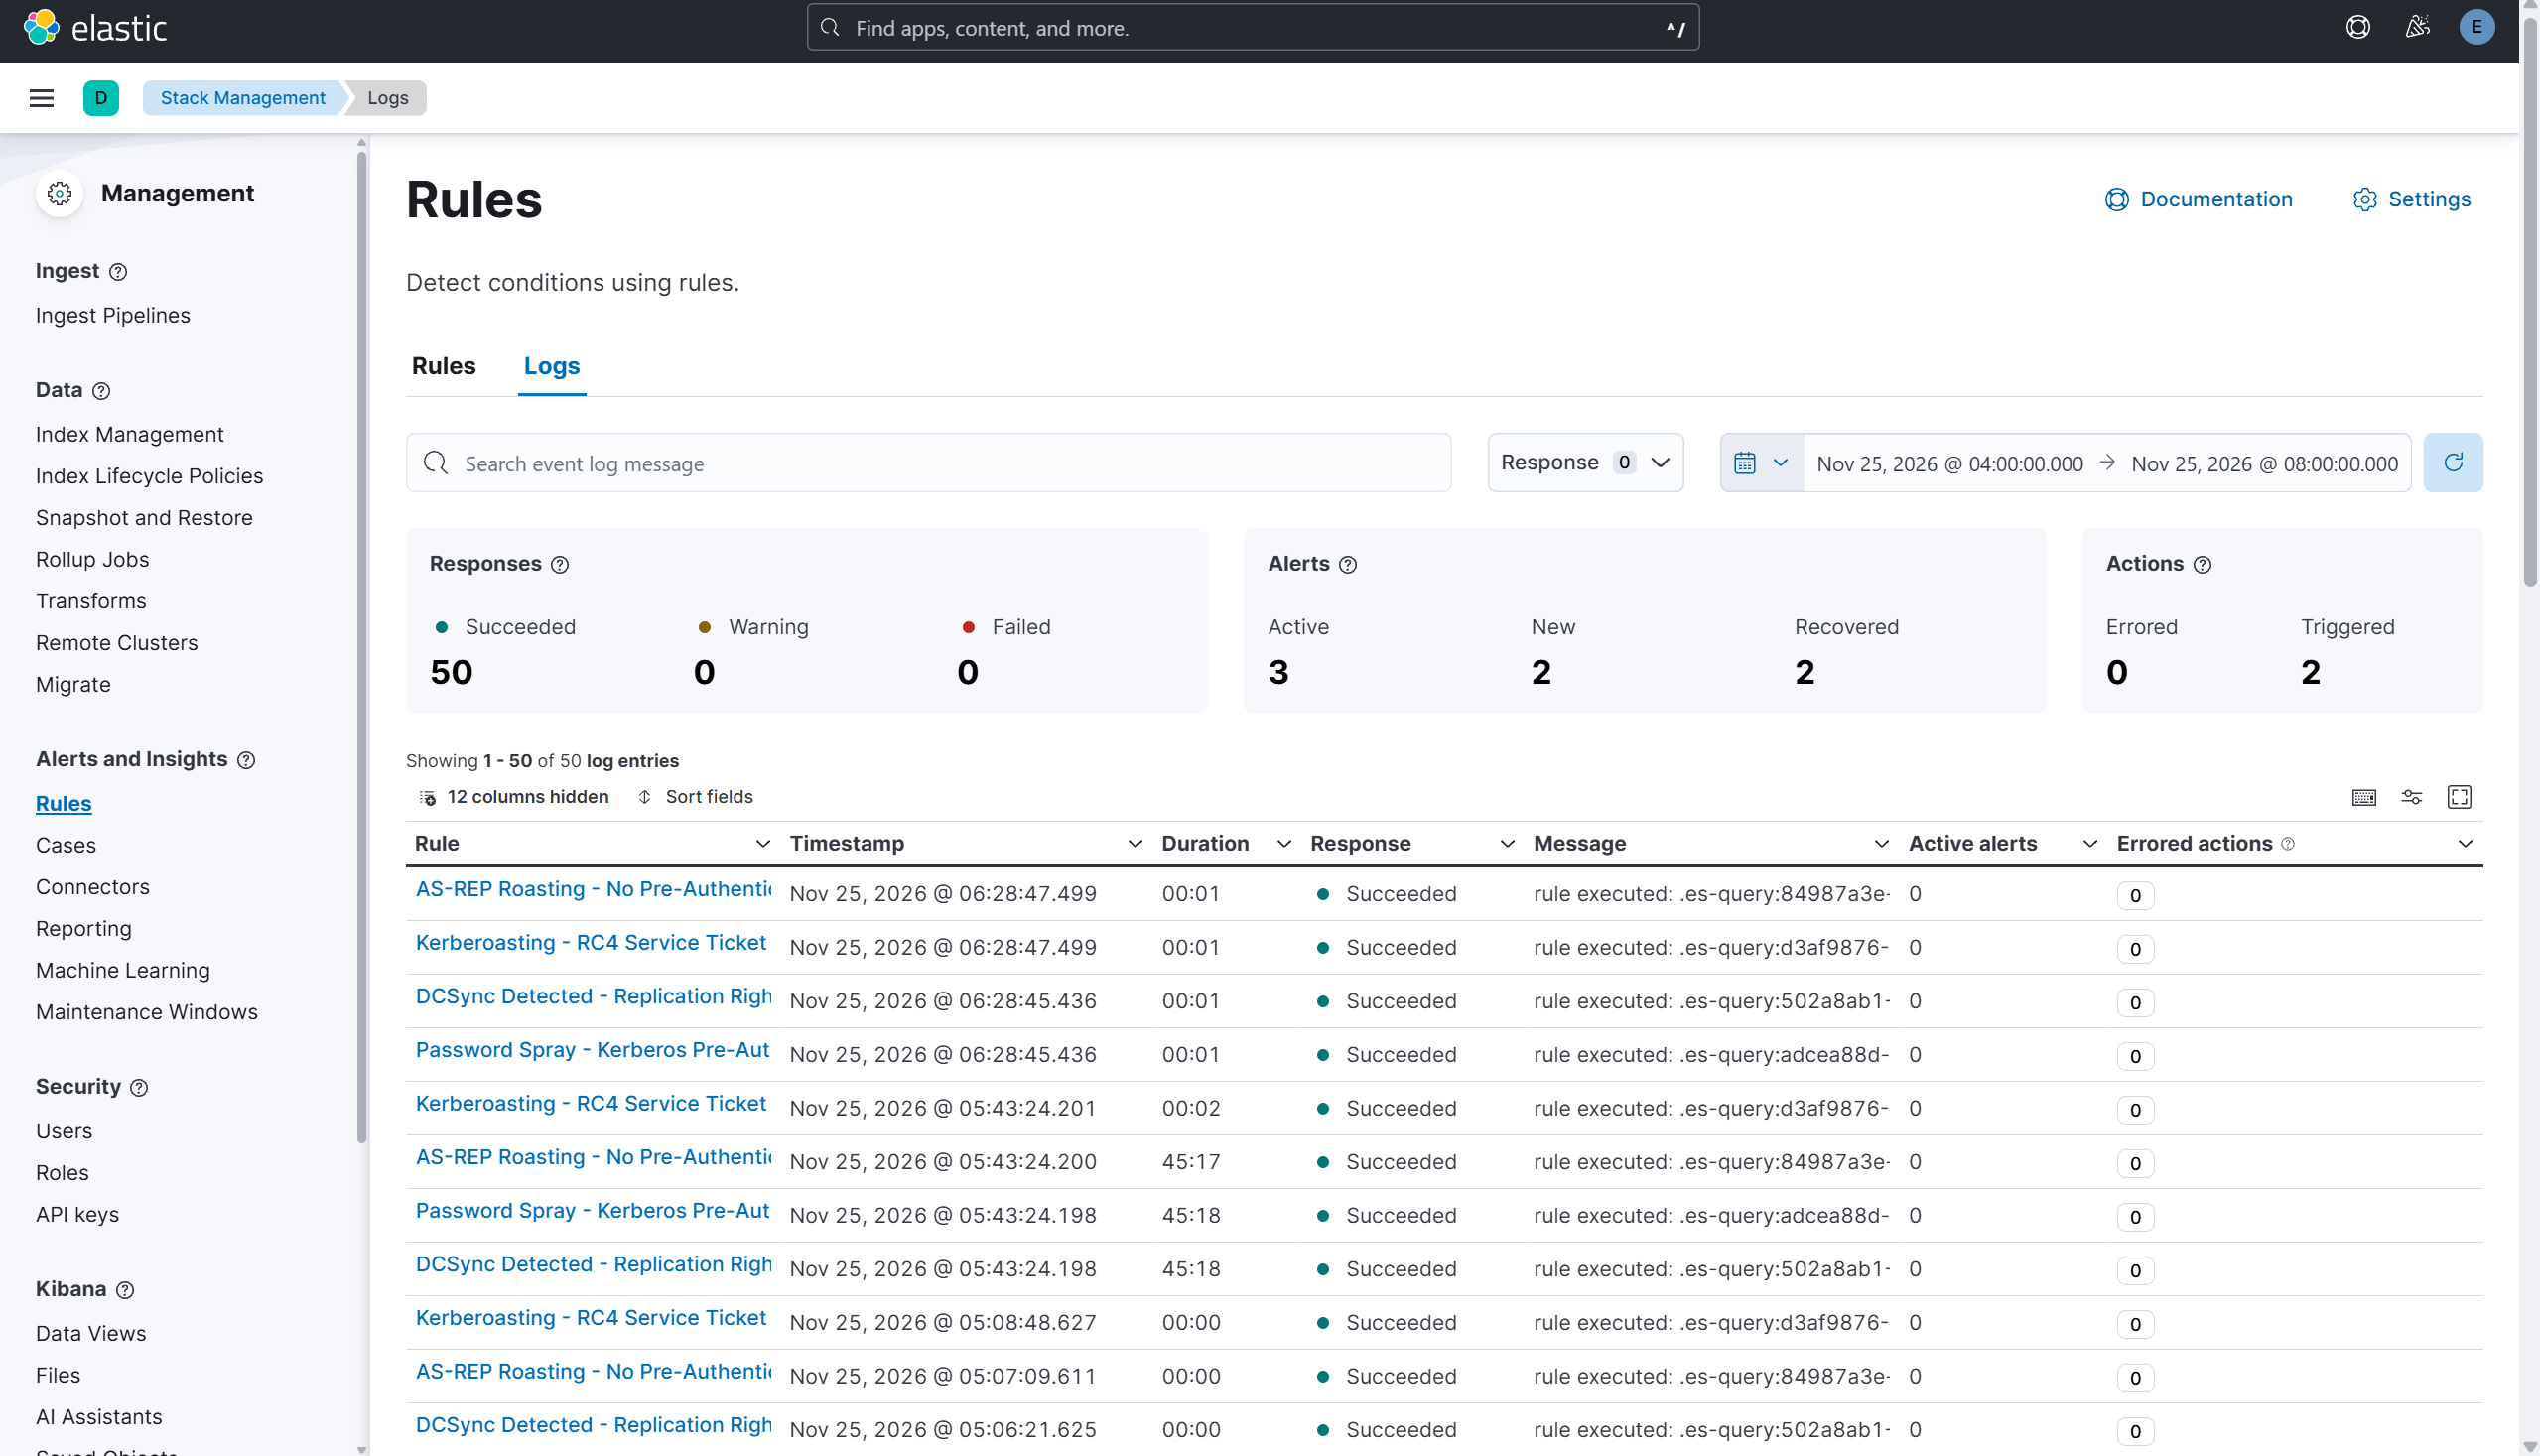 elastic
Find apps, content, and more.
^/
E
D
Stack Management
Logs
Management
Ingest
Ingest Pipelines
Data
Index Management
Index Lifecycle Policies
Snapshot and Restore
Rollup Jobs
Transforms
Remote Clusters
Migrate
Alerts and Insights
Rules
Cases
Connectors
Reporting
Machine Learning
Maintenance Windows
Security
Users
Roles
API keys
Kibana
Data Views
Files
AI Assistants
Saved Objects
Rules
Documentation
Settings
Detect conditions using rules.
Rules Logs
Search event log message
Response 0
Nov 25, 2026 @ 04:00:00.000 → Nov 25, 2026 @ 08:00:00.000
Responses
Succeeded Warning Failed
50 0 0
Alerts
Active New Recovered
3 2 2
Actions
Errored Triggered
0 2
Showing 1 - 50 of 50 log entries
12 columns hidden Sort fields
Rule Timestamp Duration Response Message Active alerts Errored actions
AS-REP Roasting - No Pre-Authentic Nov 25, 2026 @ 06:28:47.499 00:01 Succeeded rule executed: .es-query:84987a3e- 0 0
Kerberoasting - RC4 Service Ticket Nov 25, 2026 @ 06:28:47.499 00:01 Succeeded rule executed: .es-query:d3af9876- 0 0
DCSync Detected - Replication Righ Nov 25, 2026 @ 06:28:45.436 00:01 Succeeded rule executed: .es-query:502a8ab1- 0 0
Password Spray - Kerberos Pre-Aut Nov 25, 2026 @ 06:28:45.436 00:01 Succeeded rule executed: .es-query:adcea88d- 0 0
Kerberoasting - RC4 Service Ticket Nov 25, 2026 @ 05:43:24.201 00:02 Succeeded rule executed: .es-query:d3af9876- 0 0
AS-REP Roasting - No Pre-Authentic Nov 25, 2026 @ 05:43:24.200 45:17 Succeeded rule executed: .es-query:84987a3e- 0 0
Password Spray - Kerberos Pre-Aut Nov 25, 2026 @ 05:43:24.198 45:18 Succeeded rule executed: .es-query:adcea88d- 0 0
DCSync Detected - Replication Righ Nov 25, 2026 @ 05:43:24.198 45:18 Succeeded rule executed: .es-query:502a8ab1- 0 0
Kerberoasting - RC4 Service Ticket Nov 25, 2026 @ 05:08:48.627 00:00 Succeeded rule executed: .es-query:d3af9876- 0 0
AS-REP Roasting - No Pre-Authentic Nov 25, 2026 @ 05:07:09.611 00:00 Succeeded rule executed: .es-query:84987a3e- 0 0
DCSync Detected - Replication Righ Nov 25, 2026 @ 05:06:21.625 00:00 Succeeded rule executed: .es-query:502a8ab1- 0 0